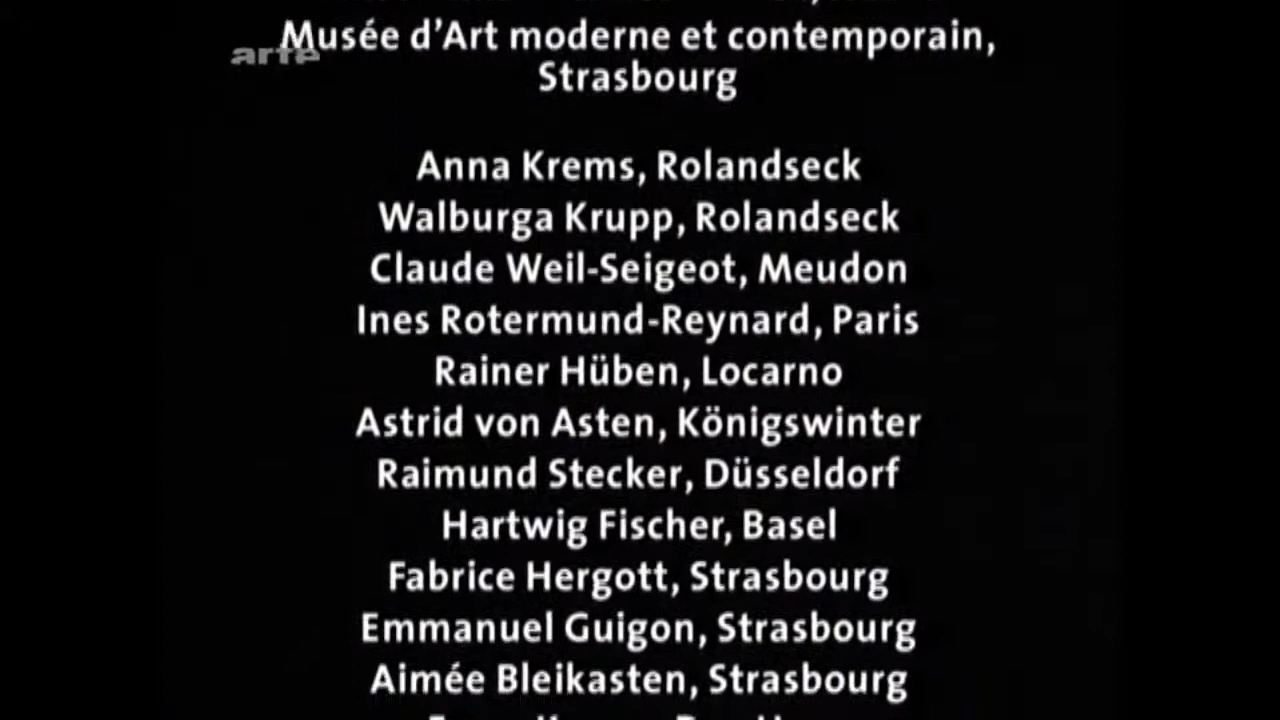 arte
Musée d'Art moderne et contemporain,
Strasbourg
Anna Krems, Rolandseck
Walburga Krupp, Rolandseck
Claude Weil-Seigeot, Meudon
Ines Rotermund-Reynard, Paris
Rainer Hüben, Locarno
Astrid von Asten, Königswinter
Raimund Stecker, Düsseldorf
Hartwig Fischer, Basel
Fabrice Hergott, Strasbourg
Emmanuel Guigon, Strasbourg
Aimée Bleikasten, Strasbourg